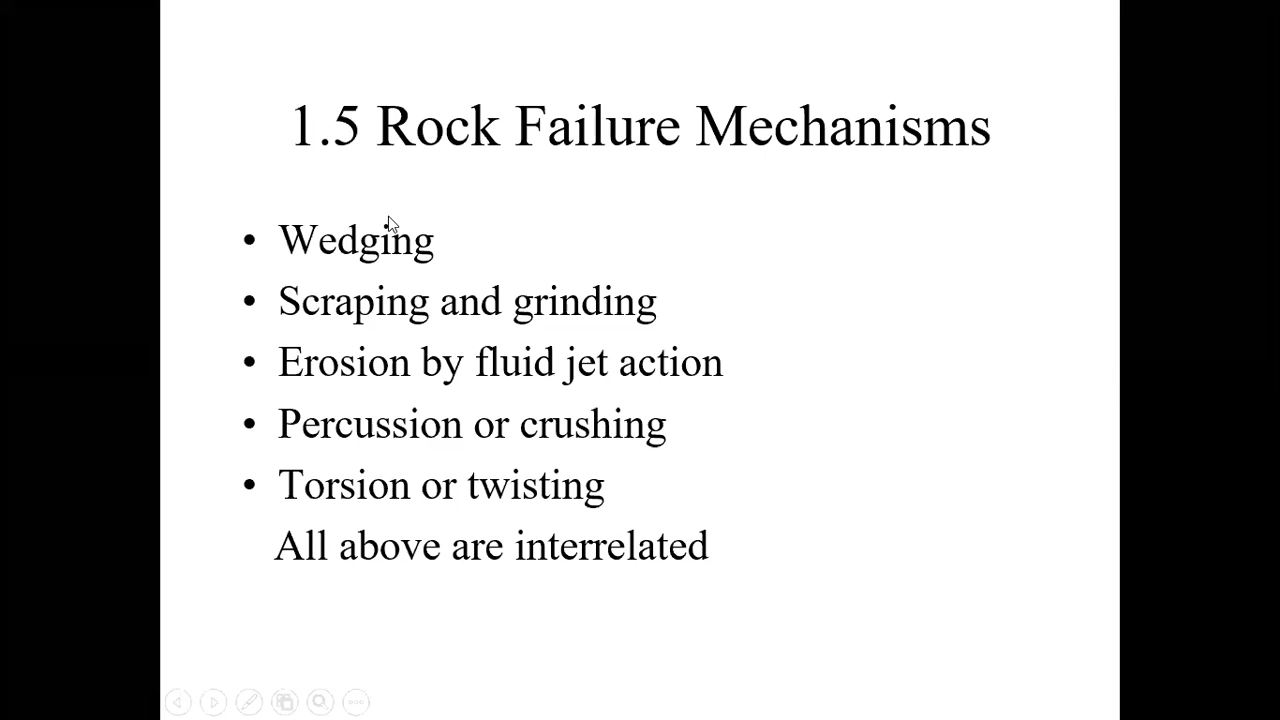 1.5 Rock Failure Mechanisms
• Wedging
• Scraping and grinding
• Erosion by fluid jet action
• Percussion or crushing
• Torsion or twisting
All above are interrelated